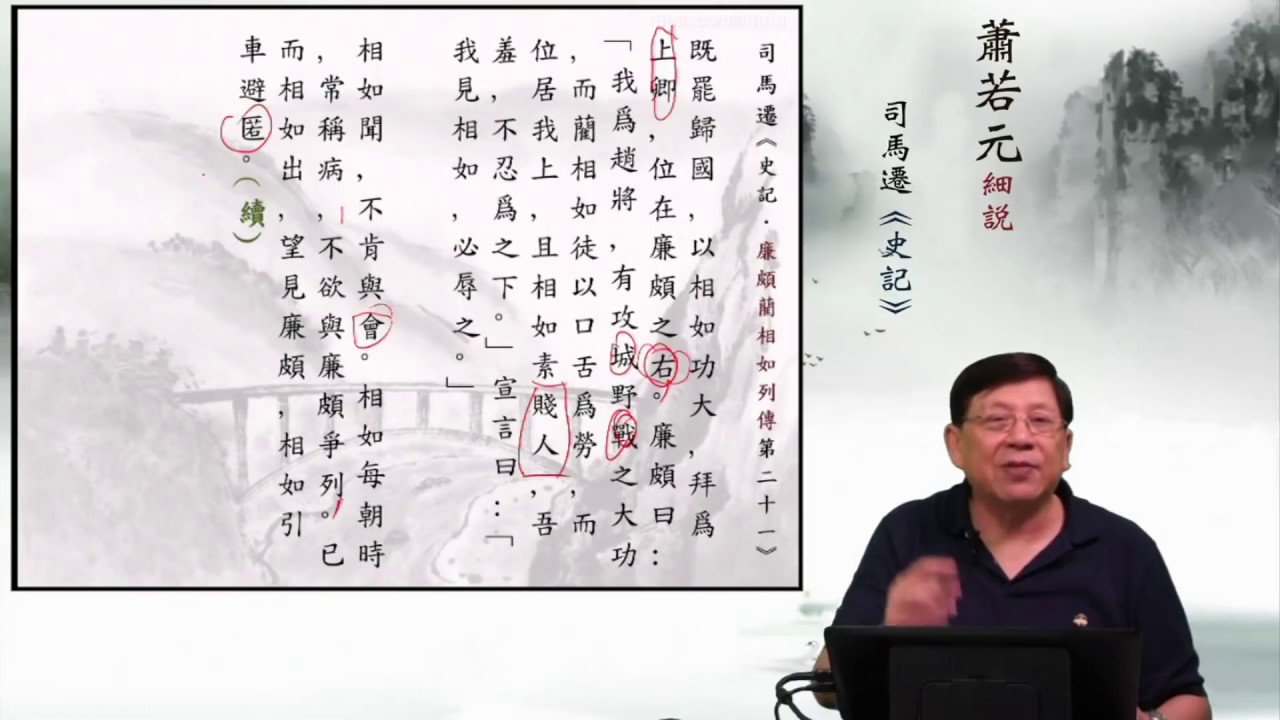 蕭若元細説
司馬遷《史記》
司馬遷《史記．廉頗藺相如列傳第二十一》
既罷歸國，以相如功大，拜爲
上卿，位在廉頗之右。廉頗曰：
「我爲趙將，有攻城野戰之大功
，而藺相如徒以口舌爲勞，而
位居我上，且相如素賤人，吾
羞，不忍爲之下。」宣言曰：「
我見相如，必辱之。」
相如聞，不肯與會。相如每朝時
，常稱病，不欲與廉頗爭列。已
而相如出，望見廉頗，相如引
車避匿。（續）